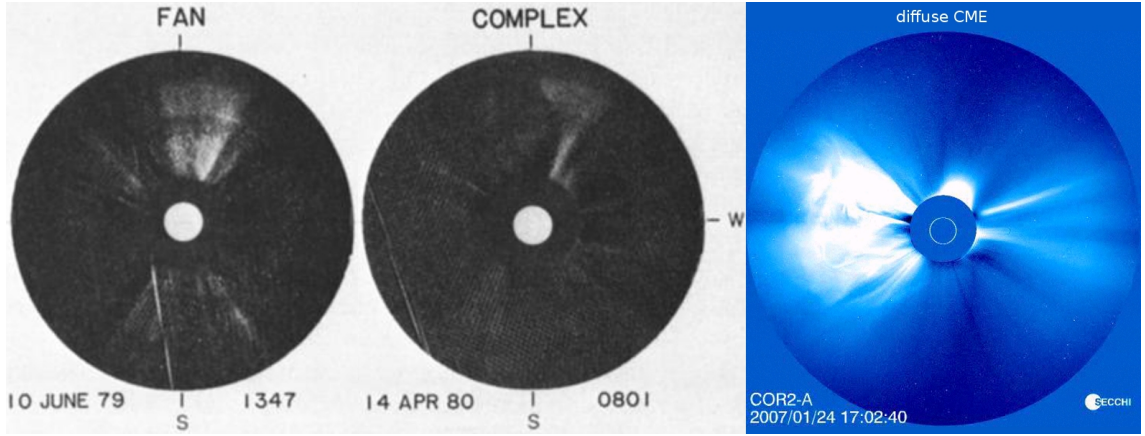 FAN
10 JUNE 79
1347
S
COMPLEX
W
14 APR 80
0801
S
diffuse CME
COR2-A
2007/01/24 17:02:40
SECCHI